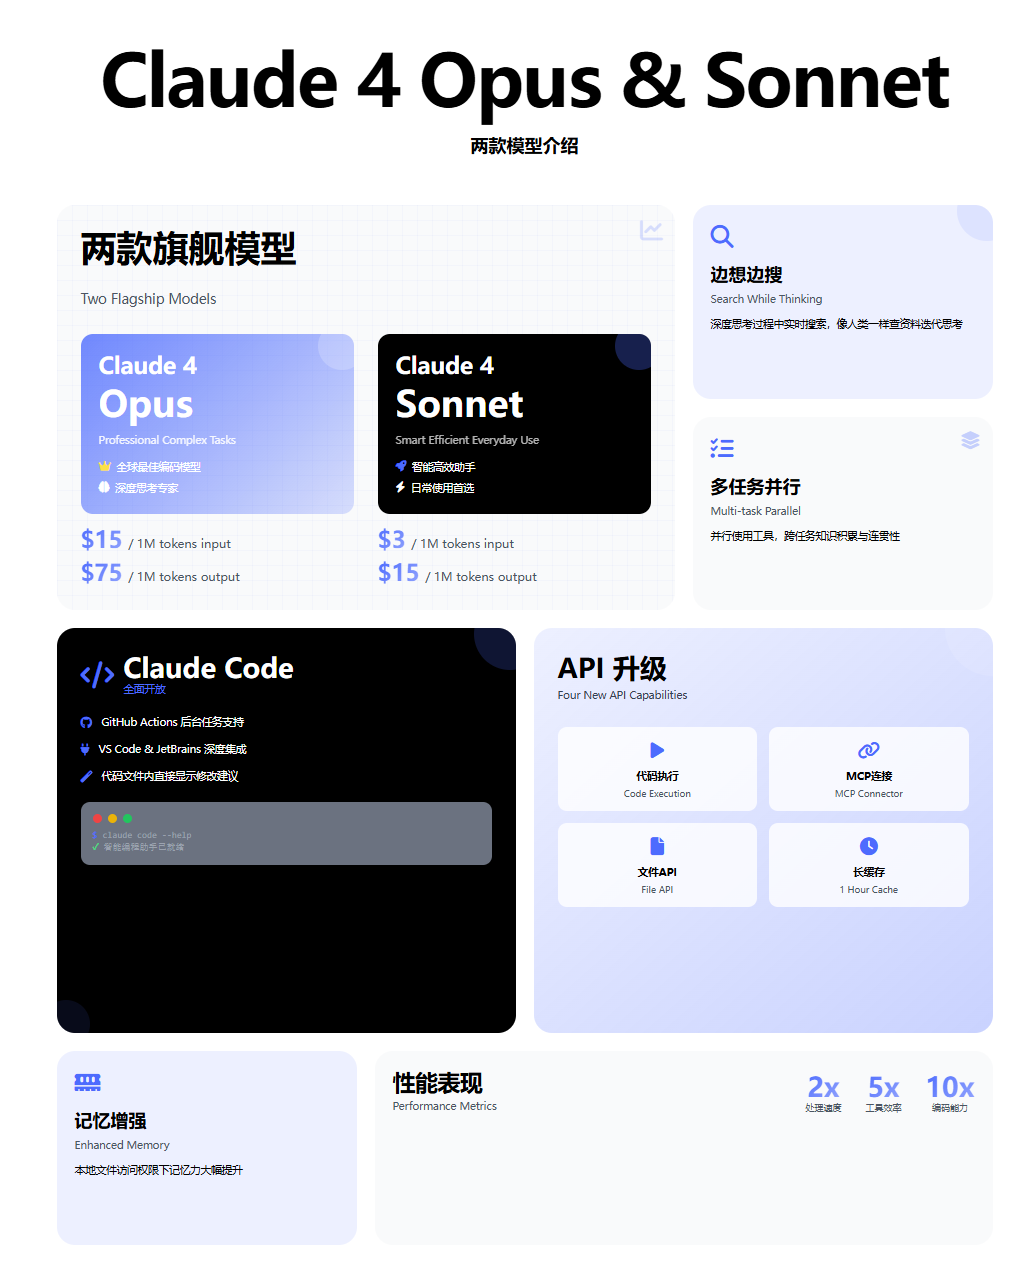 Claude 4 Opus & Sonnet
两款模型介绍
两款旗舰模型
Two Flagship Models
Claude 4
Opus
Professional Complex Tasks
全球最佳编码模型
深度思考专家
$15 / 1M tokens input
$75 / 1M tokens output
Claude 4
Sonnet
Smart Efficient Everyday Use
智能高效助手
日常使用首选
$3 / 1M tokens input
$15 / 1M tokens output
边想边搜
Search While Thinking
深度思考过程中实时搜索，像人类一样查资料迭代思考
多任务并行
Multi-task Parallel
并行使用工具，跨任务知识积累与连贯性
Claude Code
全面开放
GitHub Actions 后台任务支持
VS Code & JetBrains 深度集成
代码文件内直接显示修改建议
$ claude code --help
✓ 智能编程助手已就绪
API 升级
Four New API Capabilities
代码执行
Code Execution
MCP连接
MCP Connector
文件API
File API
长缓存
1 Hour Cache
记忆增强
Enhanced Memory
本地文件访问权限下记忆力大幅提升
性能表现
Performance Metrics
2x
处理速度
5x
工具效率
10x
编码能力